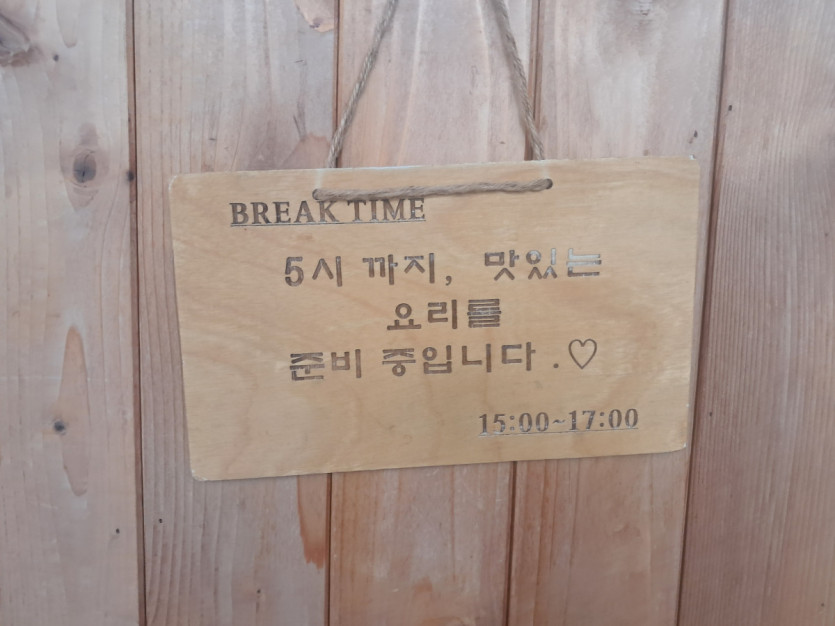 BREAK TIME
5시 까지, 맛있는
요리를
준비 중입니다 .♡
15:00~17:00